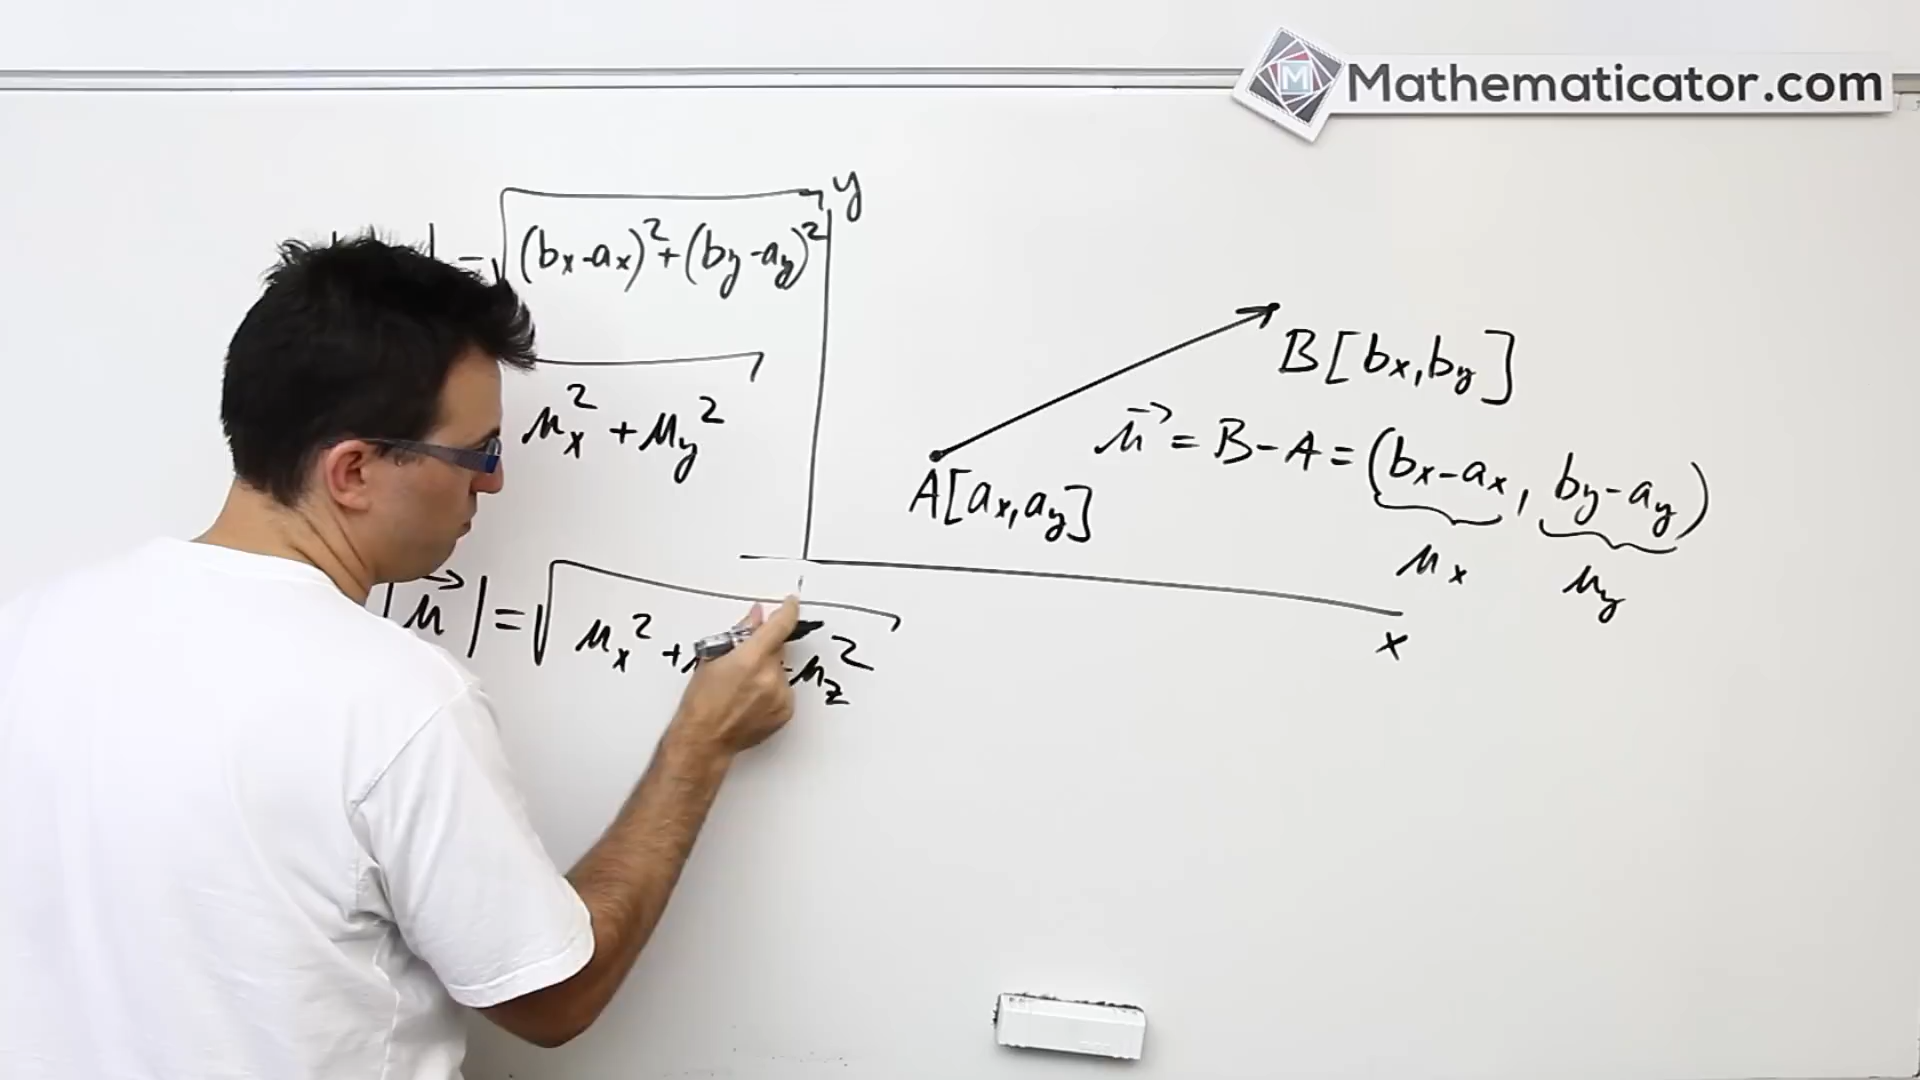 Mathematicator.com
M
y
= √(bx-ax)² + (by-ay)²
ux² + uy²
B[bx, by]
u⃗ = B - A = (bx-ax, by-ay)
A[ax, ay]
ux
uy
|u⃗| = √ux² + uz²
x